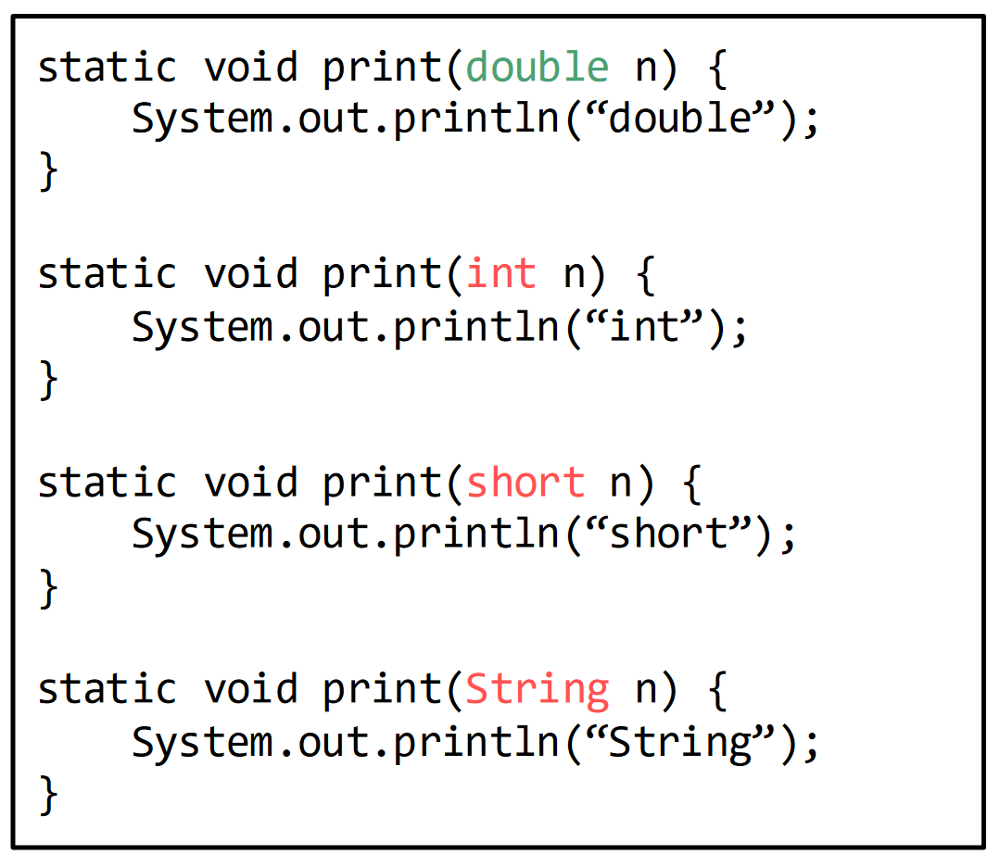 static void print(double n) {
    System.out.println(“double”);
}

static void print(int n) {
    System.out.println(“int”);
}

static void print(short n) {
    System.out.println(“short”);
}

static void print(String n) {
    System.out.println(“String”);
}